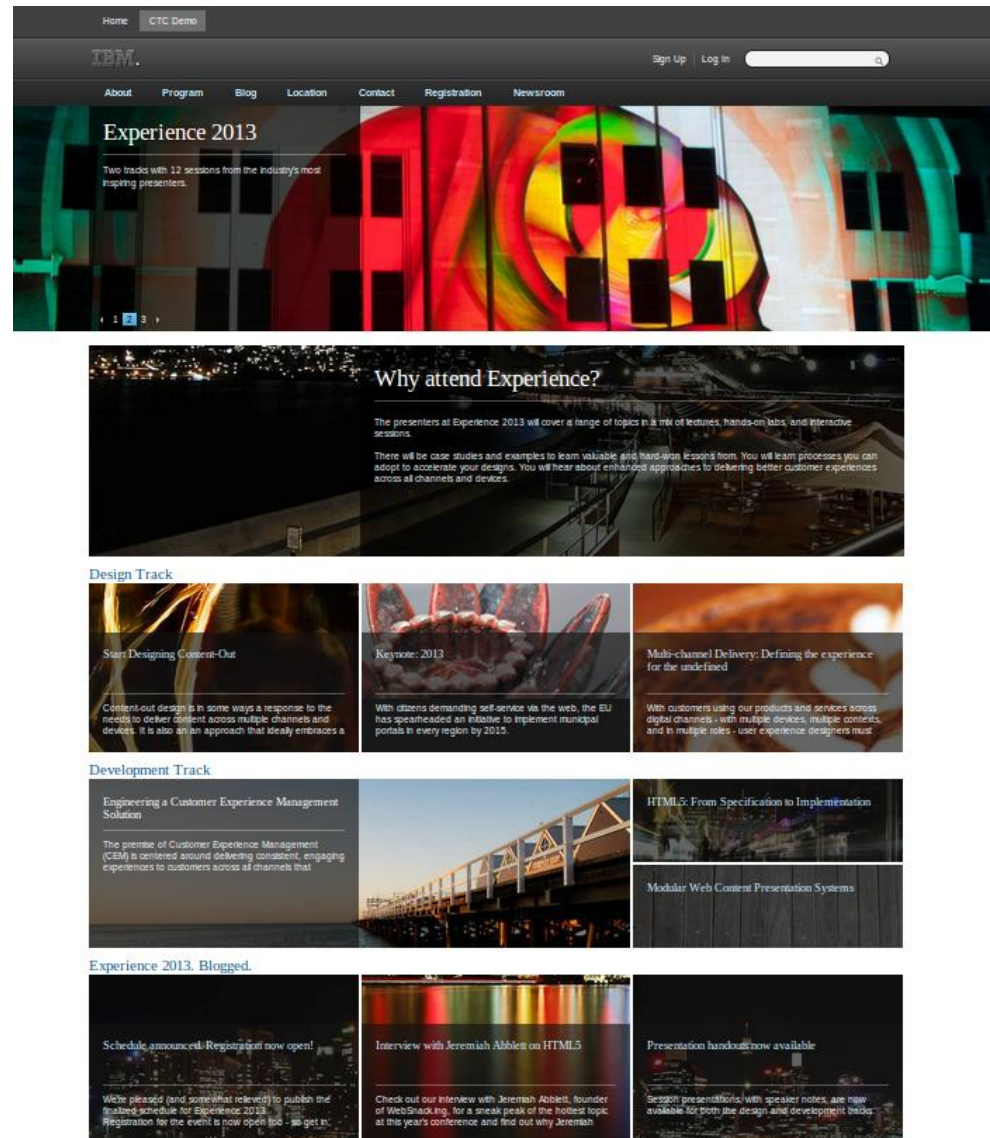 Home CTC Demo
IBM.
Sign Up Log In
About Program Blog Location Contact Registration Newsroom
Experience 2013
Two tracks with 12 sessions from the industry's most
inspiring presenters.
1 2 3
Why attend Experience?
The presenters at Experience 2013 will cover a range of topics in a mix of lectures, hands-on labs, and interactive
sessions.
There will be case studies and examples to learn valuable and hard-won lessons from. You will learn processes you can
adopt to accelerate your designs. You will hear about enhanced approaches to delivering better customer experiences
across all channels and devices.
Design Track
Start Designing Content-Out
Content-out design is in some ways a response to the
needs to deliver content across multiple channels and
devices. It is also an an approach that ideally embraces a
Keynote: 2013
With citizens demanding self-service via the web, the EU
has spearheaded an initiative to implement municipal
portals in every region by 2015.
Multi-channel Delivery: Defining the experience
for the undefined
With customers using our products and services across
digital channels - with multiple devices, multiple contexts,
and in multiple roles - user experience designers must
Development Track
Engineering a Customer Experience Management
Solution
The premise of Customer Experience Management
(CEM) is centered around delivering consistent, engaging
experiences to customers across all channels that
HTML5: From Specification to Implementation
Modular Web Content Presentation Systems
Experience 2013. Blogged.
Schedule announced. Registration now open!
We're pleased (and somewhat relieved) to publish the
finalized schedule for Experience 2013.
Registration for the event is now open too - so get in
Interview with Jeremiah Abblett on HTML5
Check out our interview with Jeremiah Abblett, founder
of WebSnack.ing, for a sneak peak of the hottest topic
at this year's conference and find out why Jeremiah
Presentation handouts now available
Session presentations, with speaker notes, are now
available for both the design and development tracks.